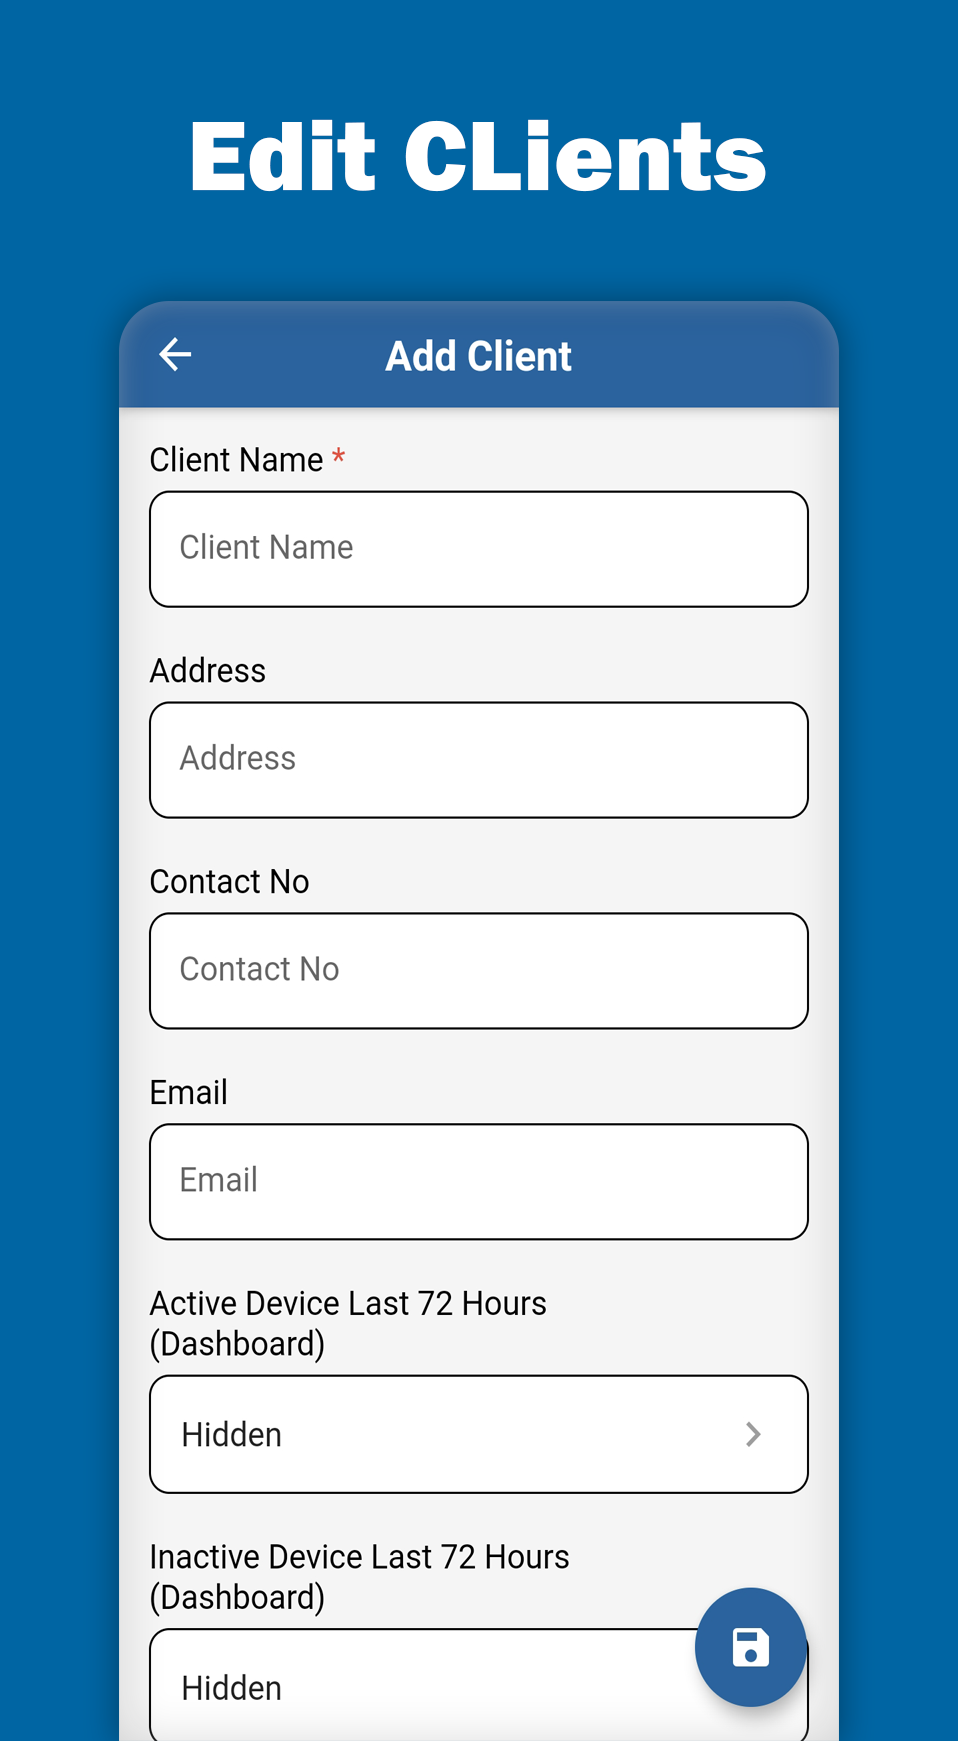 Edit CLients
Add Client
Client Name *
Client Name
Address
Address
Contact No
Contact No
Email
Email
Active Device Last 72 Hours
(Dashboard)
Hidden
Inactive Device Last 72 Hours
(Dashboard)
Hidden